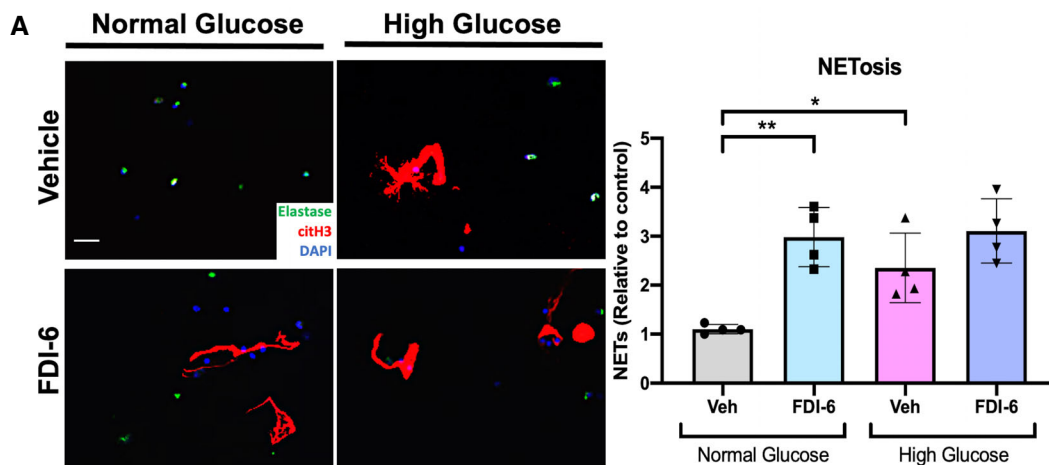 A
Normal Glucose
High Glucose
Vehicle
Elastase
citH3
DAPI
FDI-6
NETosis
*
**
NETs (Relative to control)
5
4
3
2
1
0
Veh
FDI-6
Veh
FDI-6
Normal Glucose
High Glucose